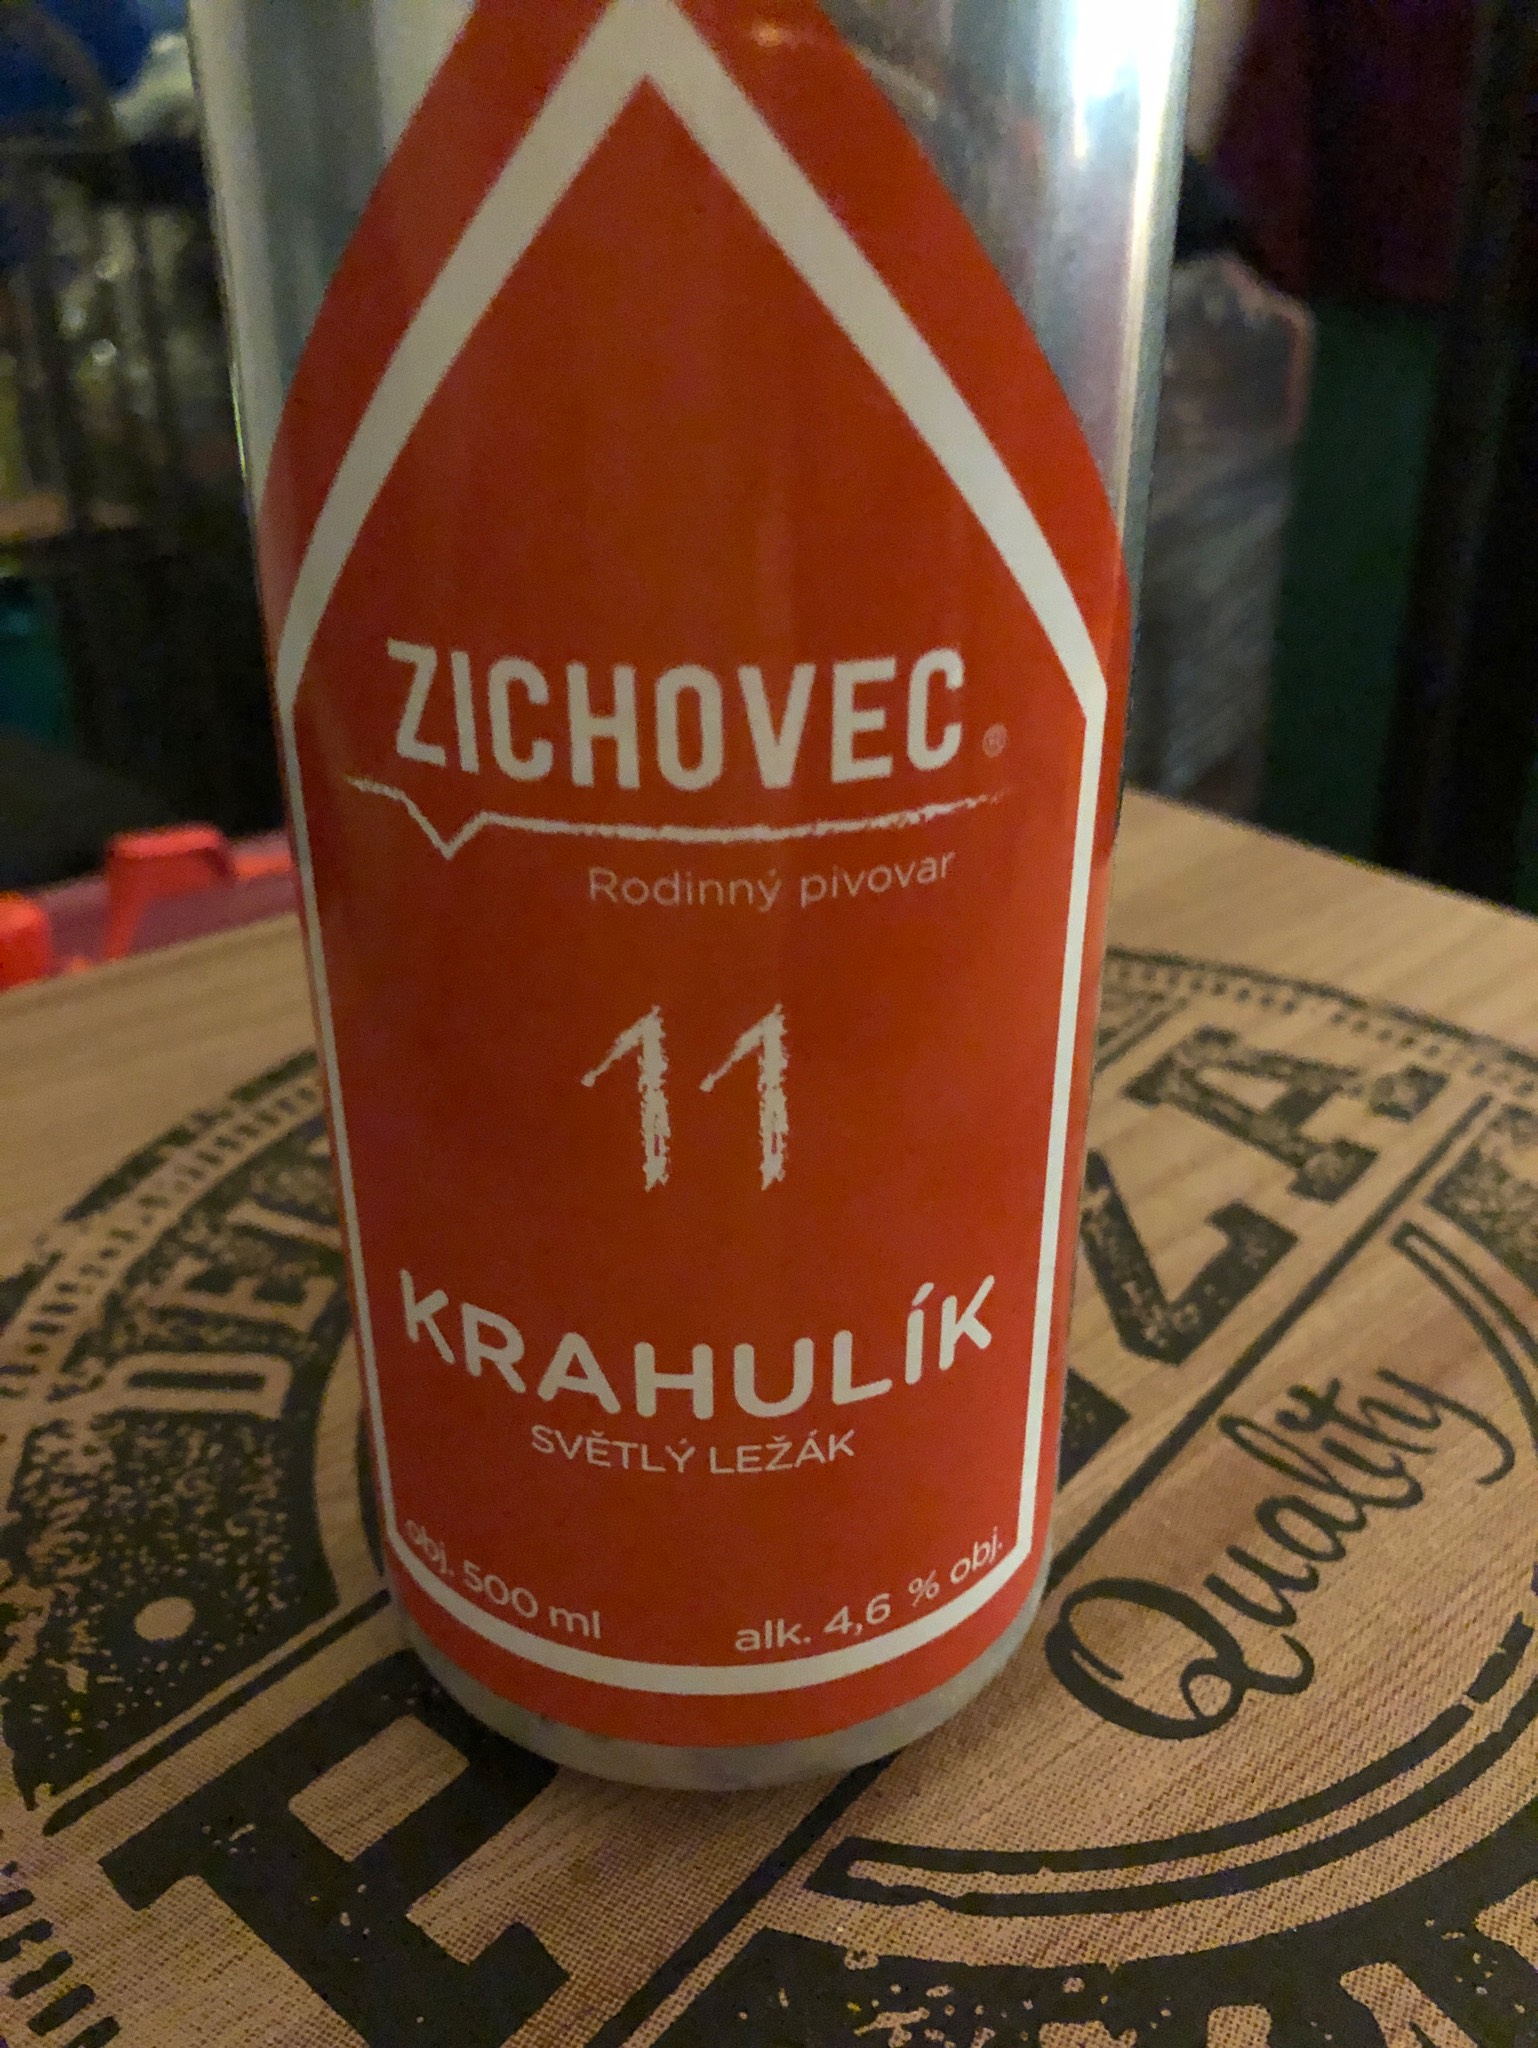 ZICHOVEC®
Rodinný pivovar
11
KRAHULÍK
SVĚTLÝ LEŽÁK
obj. 500 ml
alk. 4,6 % obj.
Quality